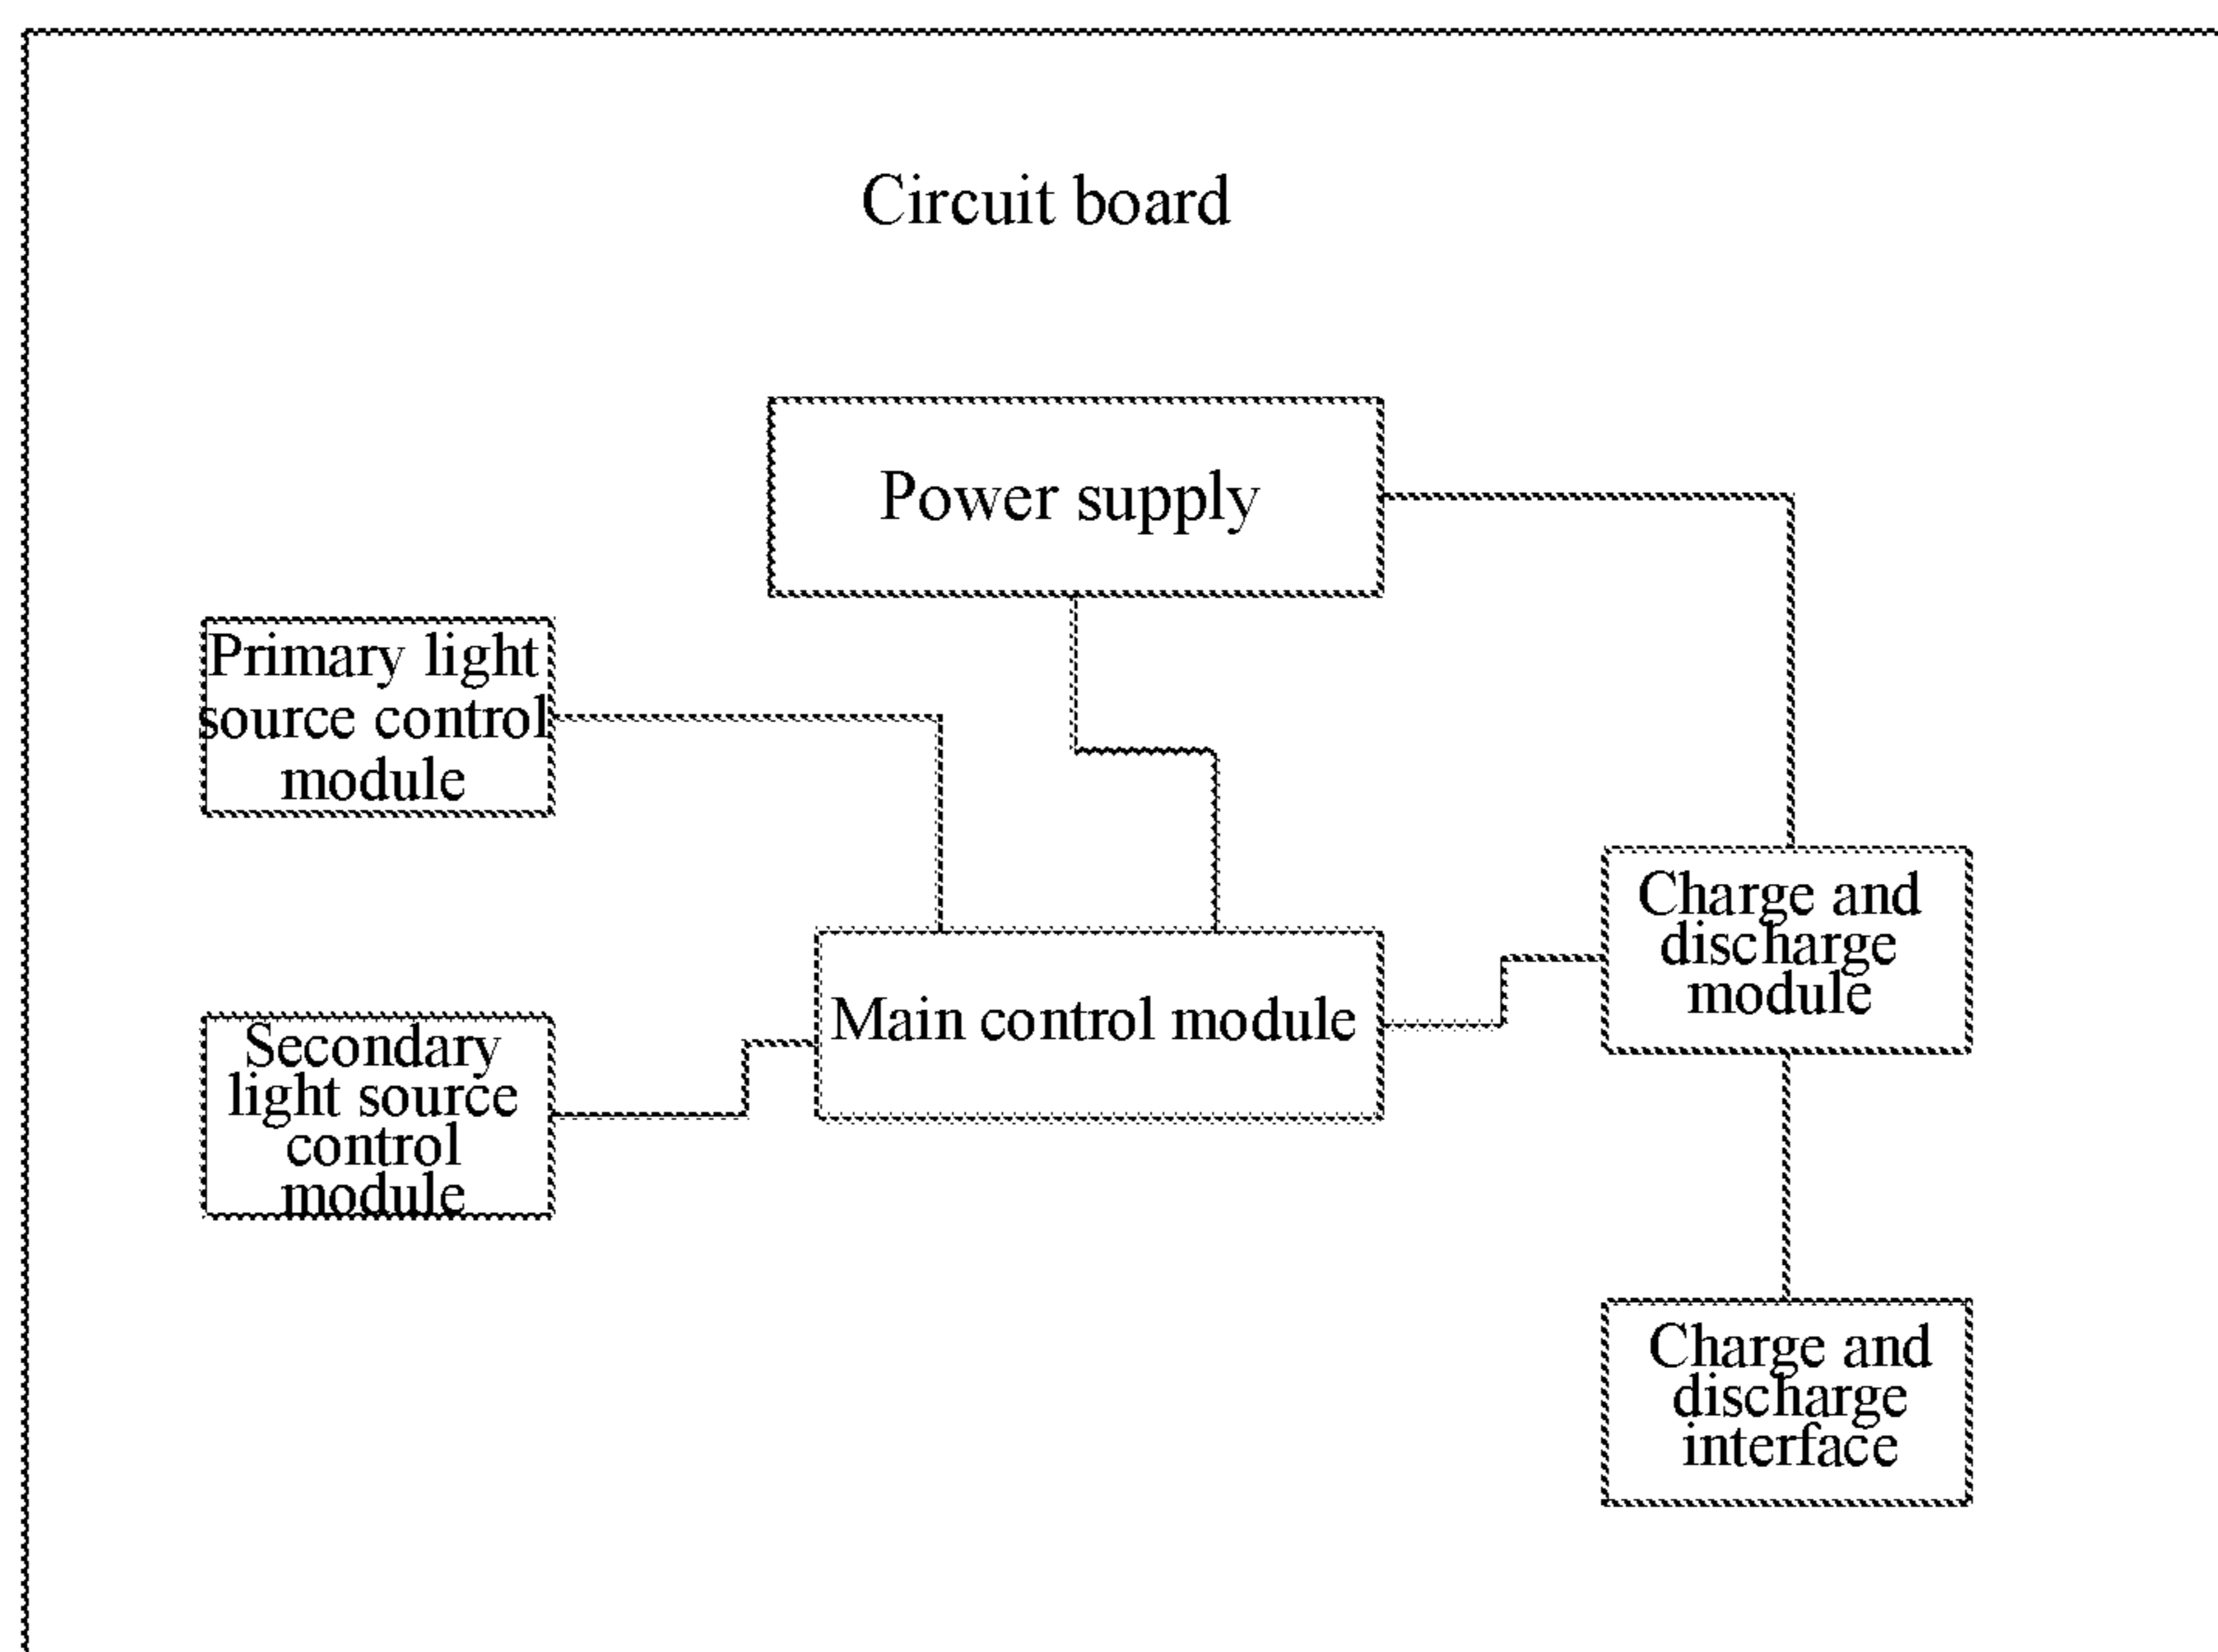 Circuit board
Power supply
Primary light
source control
module
Charge and
discharge
module
Main control module
Secondary
light source
control
module
Charge and
discharge
interface